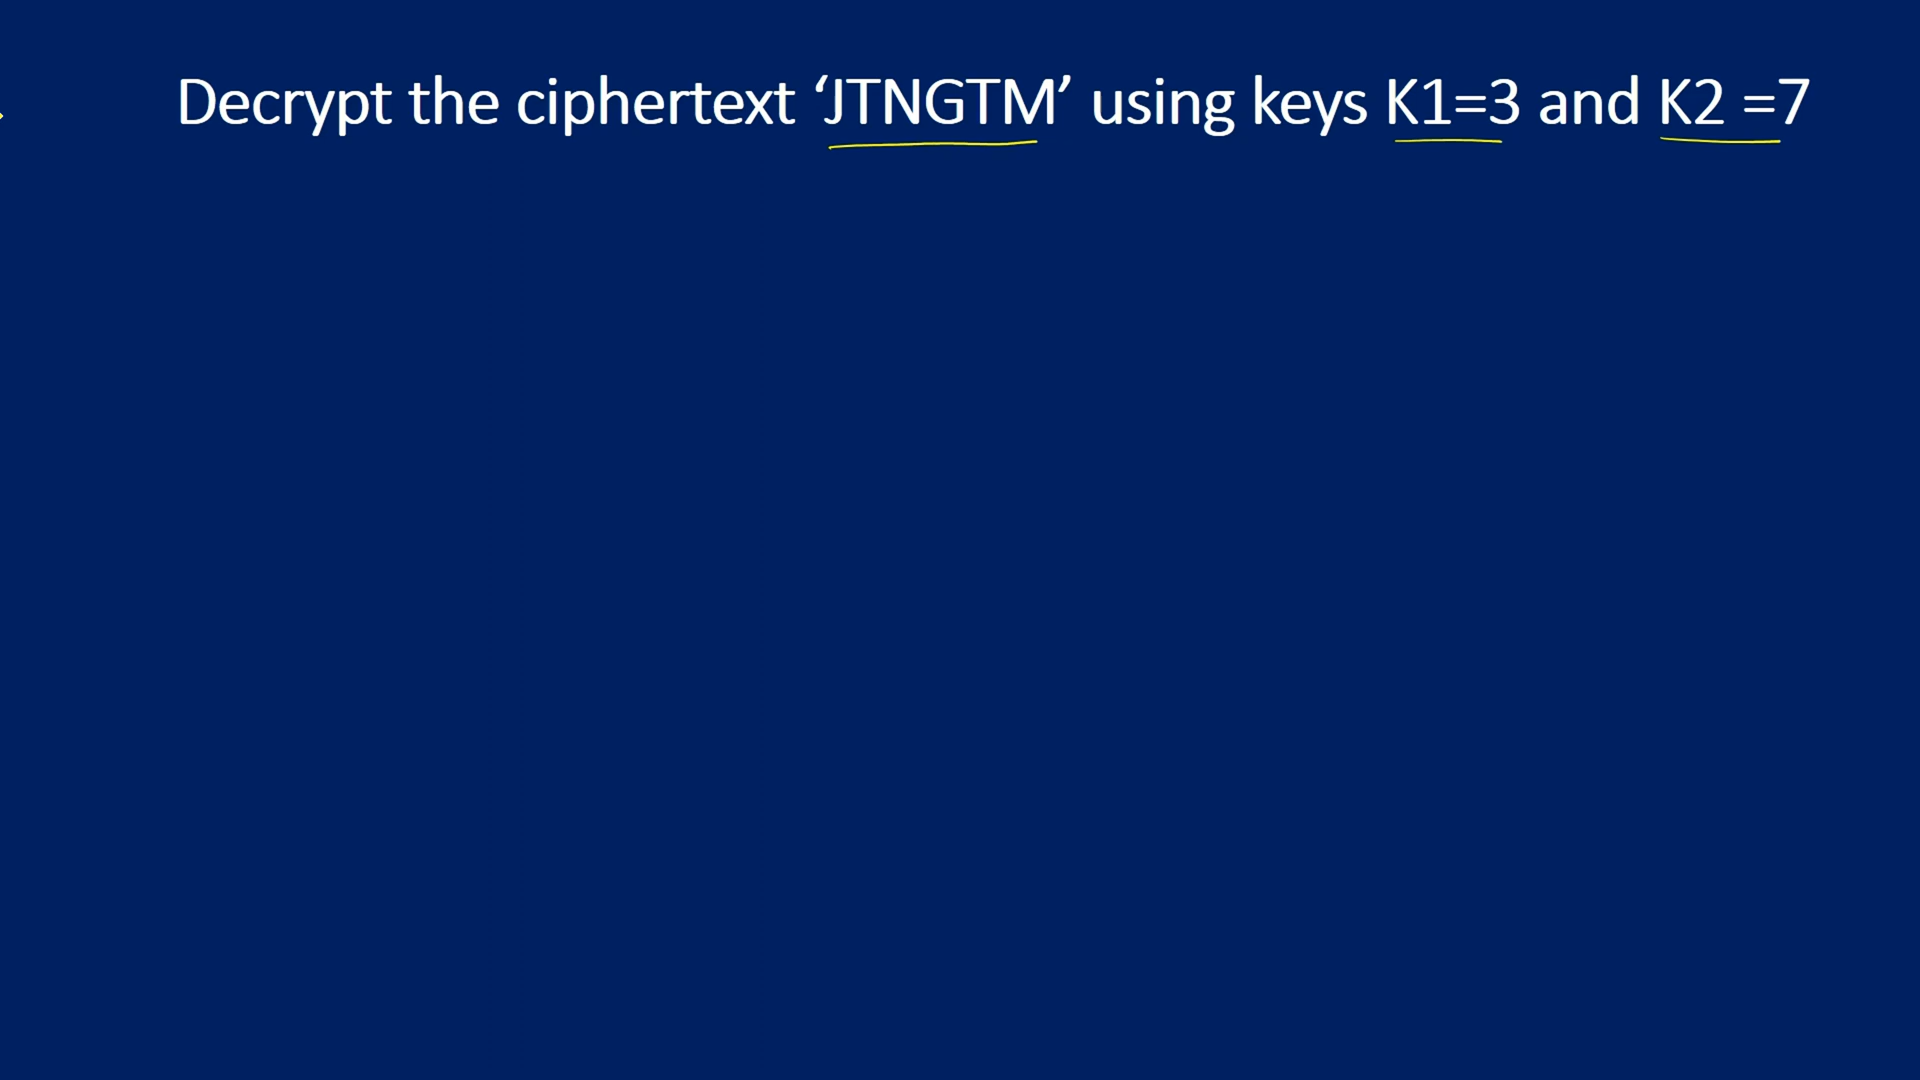 Decrypt the ciphertext ‘JTNGTM’ using keys K1=3 and K2 =7